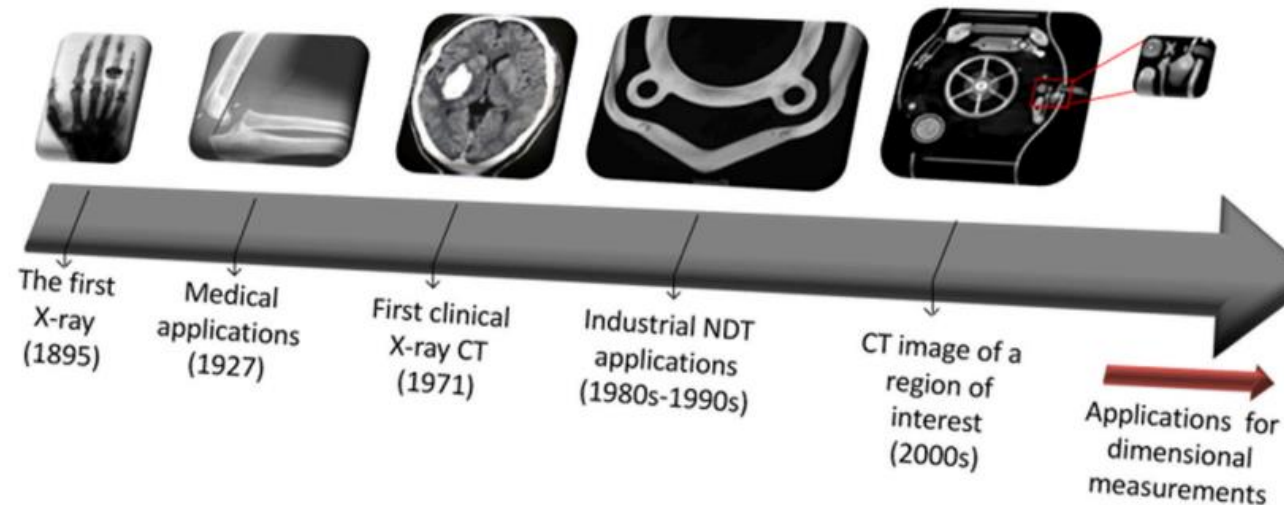 The first
X-ray
(1895)
Medical
applications
(1927)
First clinical
X-ray CT
(1971)
Industrial NDT
applications
(1980s-1990s)
CT image of a
region of
interest
(2000s)
Applications for
dimensional
measurements